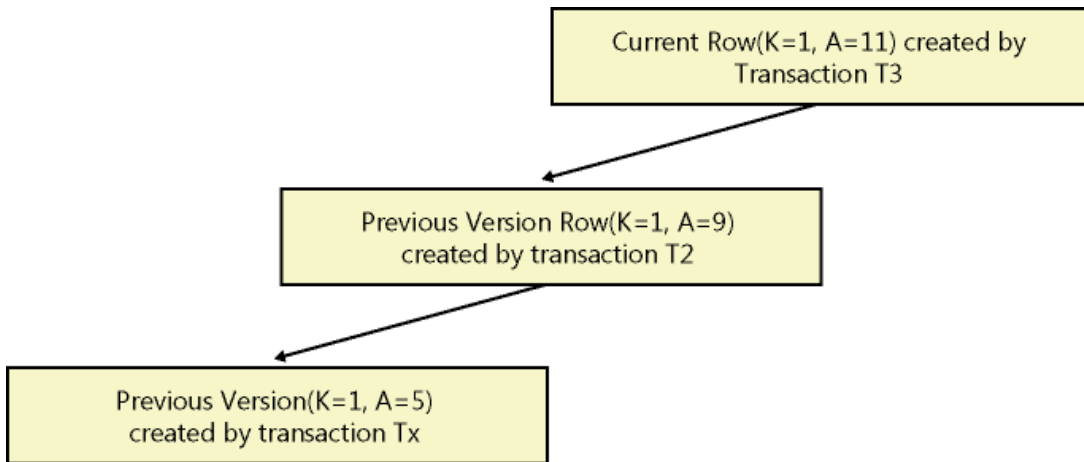 Current Row(K=1, A=11) created by
Transaction T3
Previous Version Row(K=1, A=9)
created by transaction T2
Previous Version(K=1, A=5)
created by transaction Tx